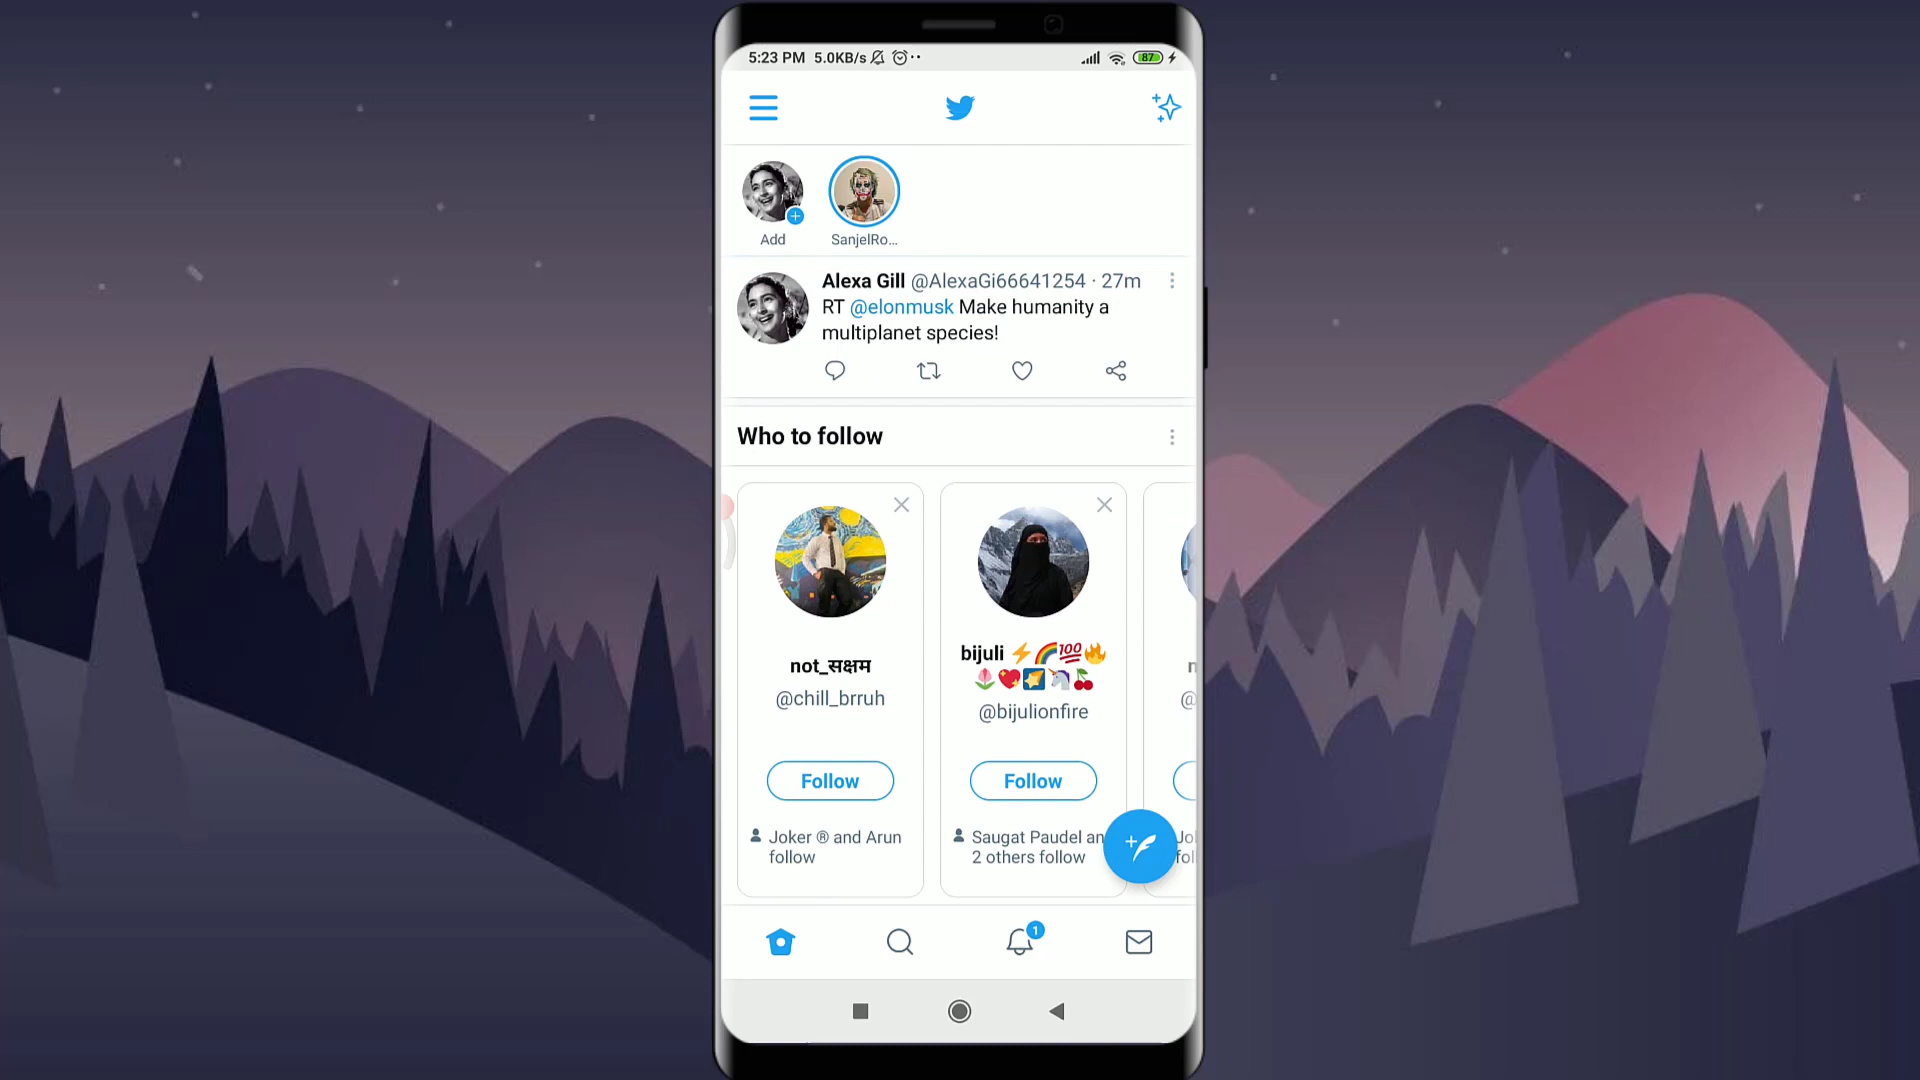 5:23 PM 5.0KB/s
87
Add
SanjelRo...
Alexa Gill @AlexaGi66641254 · 27m
RT @elonmusk Make humanity a
multiplanet species!
Who to follow
not_सक्षम
@chill_brruh
Follow
Joker ® and Arun
follow
bijuli ⚡🌈💯🔥
🌷💖🌠🦄🍒
@bijulionfire
Follow
Saugat Paudel an
2 others follow
1